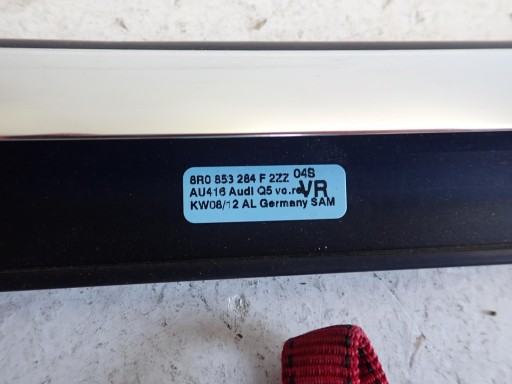 8R0 853 284 F 2ZZ 04S
AU416 Audi Q5 vo.re VR
KW08/12 AL Germany SAM